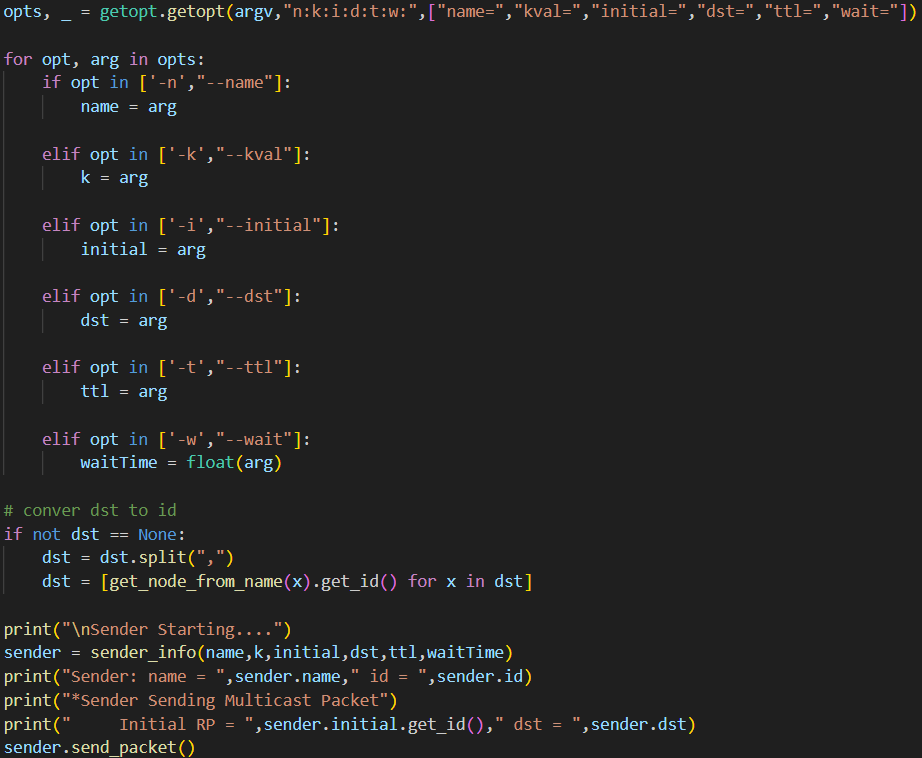 opts, _ = getopt.getopt(argv,"n:k:i:d:t:w:",["name=","kval=","initial=","dst=","ttl=","wait="])
for opt, arg in opts:
    if opt in ['-n',"--name"]:
        name = arg
    elif opt in ['-k',"--kval"]:
        k = arg
    elif opt in ['-i',"--initial"]:
        initial = arg
    elif opt in ['-d',"--dst"]:
        dst = arg
    elif opt in ['-t',"--ttl"]:
        ttl = arg
    elif opt in ['-w',"--wait"]:
        waitTime = float(arg)
# conver dst to id
if not dst == None:
    dst = dst.split(",")
    dst = [get_node_from_name(x).get_id() for x in dst]
print("\nSender Starting....")
sender = sender_info(name,k,initial,dst,ttl,waitTime)
print("Sender: name = ",sender.name," id = ",sender.id)
print("*Sender Sending Multicast Packet")
print("     Initial RP = ",sender.initial.get_id()," dst = ",sender.dst)
sender.send_packet()